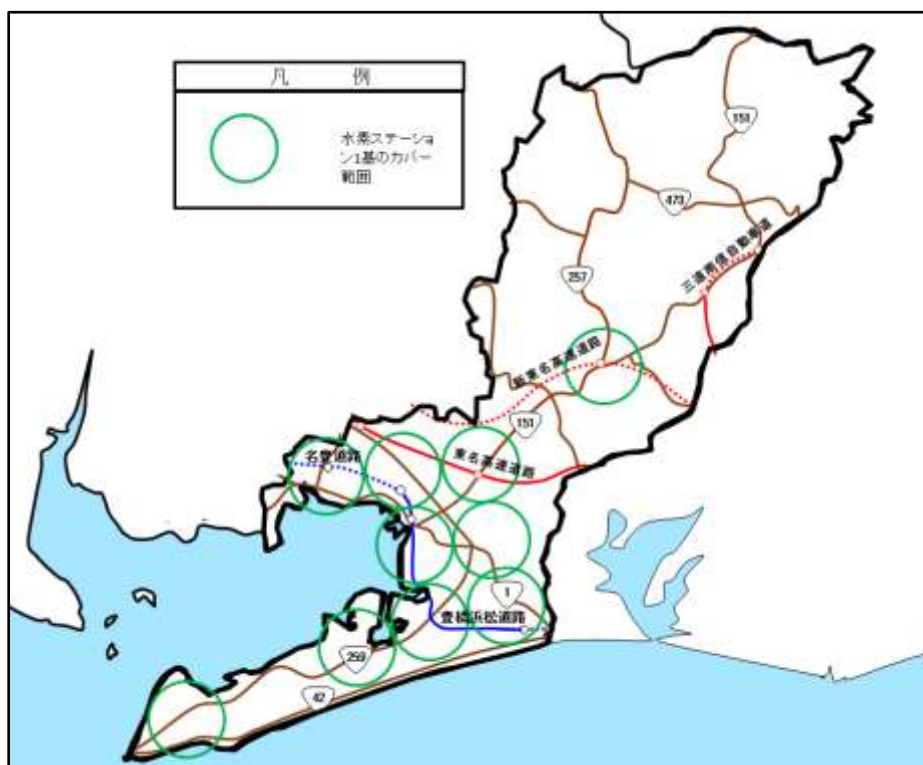 凡 例
水素ステーショ
ン1基のカバー
範囲
151
473
三遠南信自動車道
257
新東名高速道路
151
東名高速道路
名豊道路
1
豊橋浜松道路
259
42